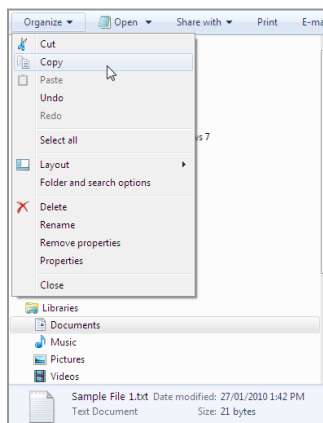 Organize Open Share with Print E-ma
Cut
Copy
Paste
Undo
Redo
Select all
Layout
Folder and search options
Delete
Rename
Remove properties
Properties
Close
vs 7
Libraries
Documents
Music
Pictures
Videos
Sample File 1.txt Date modified: 27/01/2010 1:42 PM
Text Document Size: 21 bytes